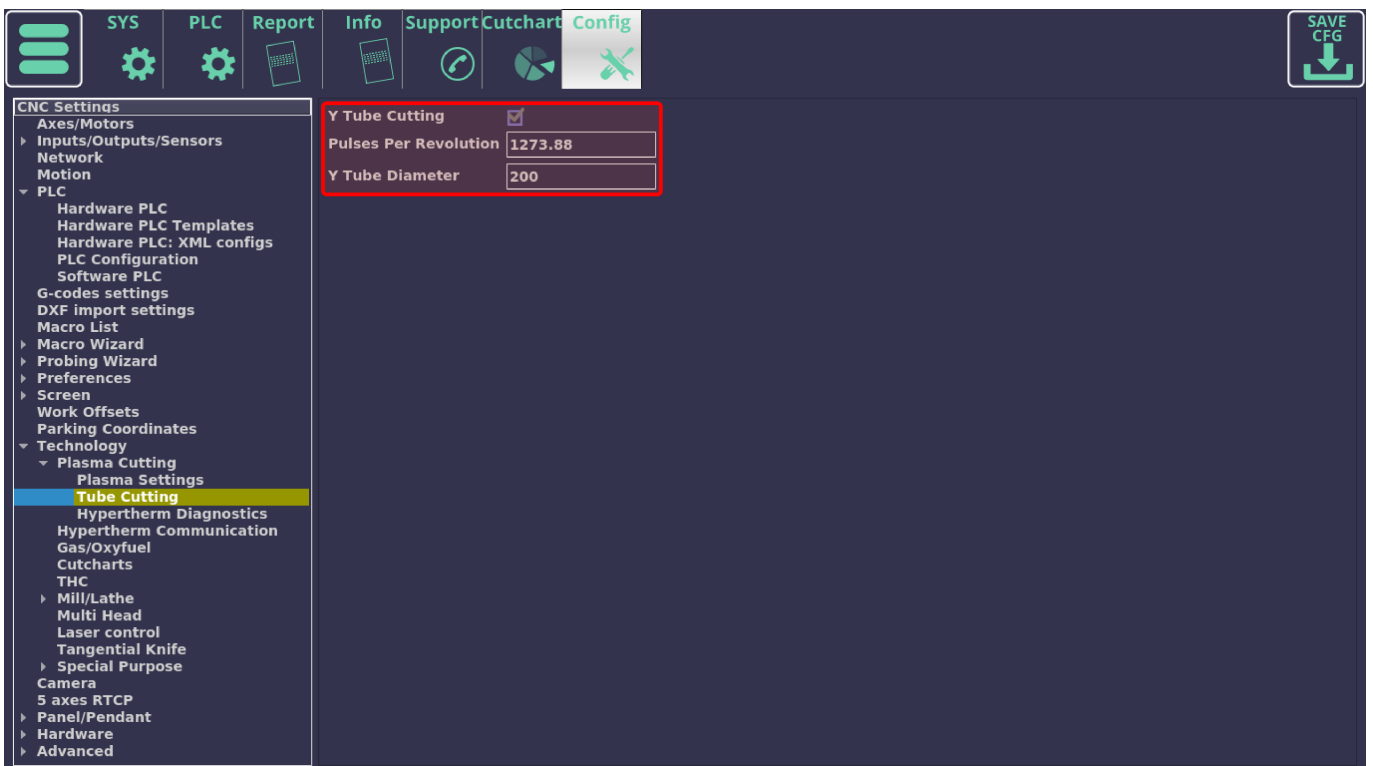 SYS PLC Report Info Support Cutchart Config SAVE CFG
CNC Settings
Axes/Motors
Inputs/Outputs/Sensors
Network
Motion
PLC
Hardware PLC
Hardware PLC Templates
Hardware PLC: XML configs
PLC Configuration
Software PLC
G-codes settings
DXF import settings
Macro List
Macro Wizard
Probing Wizard
Preferences
Screen
Work Offsets
Parking Coordinates
Technology
Plasma Cutting
Plasma Settings
Tube Cutting
Hypertherm Diagnostics
Hypertherm Communication
Gas/Oxyfuel
Cutcharts
THC
Mill/Lathe
Multi Head
Laser control
Tangential Knife
Special Purpose
Camera
5 axes RTCP
Panel/Pendant
Hardware
Advanced
Y Tube Cutting
Pulses Per Revolution 1273.88
Y Tube Diameter 200